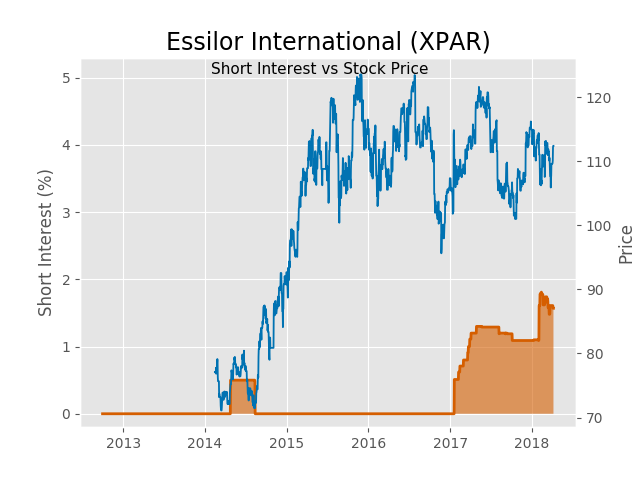 Essilor International (XPAR)
Short Interest vs Stock Price
Short Interest (%)
5
4
3
2
1
0
120
110
100
90
80
70
Price
2013 2014 2015 2016 2017 2018